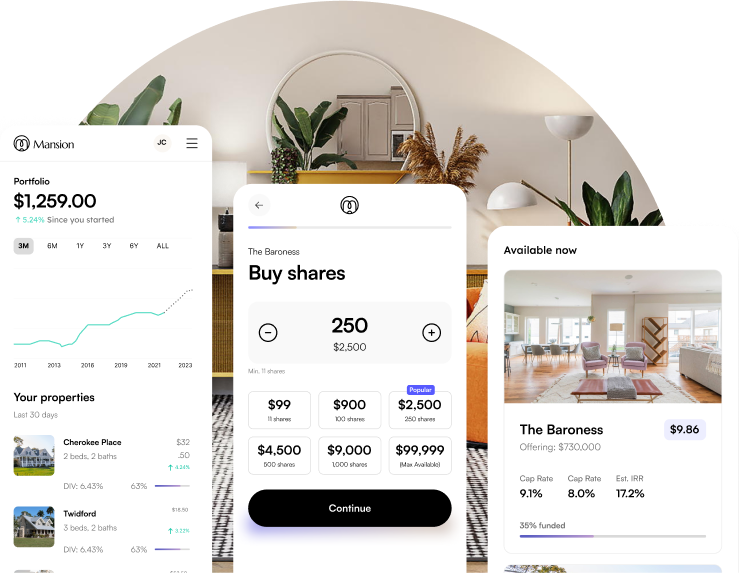 Mansion
JC
Portfolio
$1,259.00
↑ 5.24% Since you started
3M 6M 1Y 3Y 6Y ALL
2011 2013 2016 2019 2021 2023
Your properties
Last 30 days
Cherokee Place $32
2 beds, 2 baths .50
↑ 4.24%
DIV: 6.43% 63%
Twidford $18.50
3 beds, 2 baths ↑ 3.22%
DIV: 6.43% 63%
The Baroness
Buy shares
250
$2,500
Min. 11 shares
Popular
$99 $900 $2,500
11 shares 100 shares 250 shares
$4,500 $9,000 $99,999
500 shares 1,000 shares (Max Available)
Continue
Available now
The Baroness $9.86
Offering: $730,000
Cap Rate Cap Rate Est. IRR
9.1% 8.0% 17.2%
35% funded